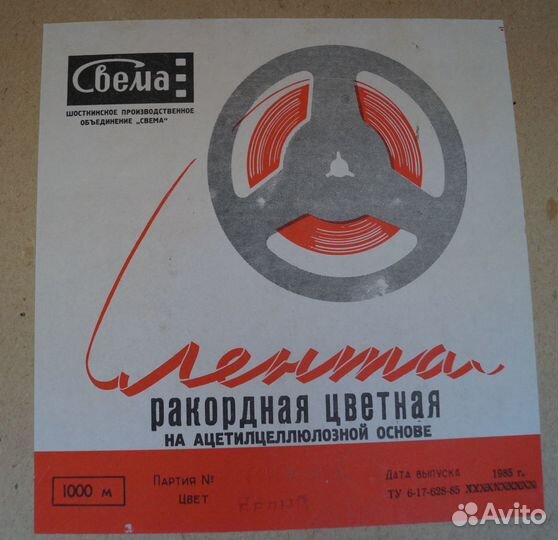 Свема
ШОСТКИНСКОЕ ПРОИЗВОДСТВЕННОЕ
ОБЪЕДИНЕНИЕ „СВЕМА"
Лента
РАКОРДНАЯ ЦВЕТНАЯ
НА АЦЕТИЛЦЕЛЛЮЛОЗНОЙ ОСНОВЕ
1000 м
ПАРТИЯ №
ЦВЕТ
ДАТА ВЫПУСКА 1985 г.
ТУ 6-17-628-85
Avito